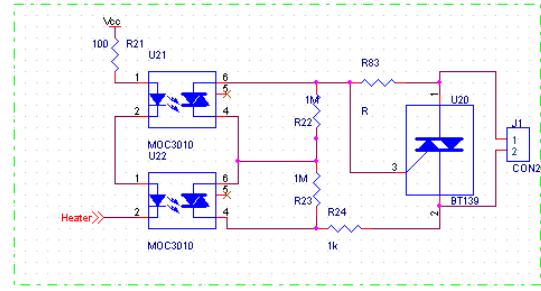 Vcc
100
R21
U21
1
2
6
5
4
MOC3010
U22
1
2
6
5
4
MOC3010
Heater
1M
R22
1M
R23
R24
1k
R83
R
1
U20
3
2
BT139
J1
1
2
CON2